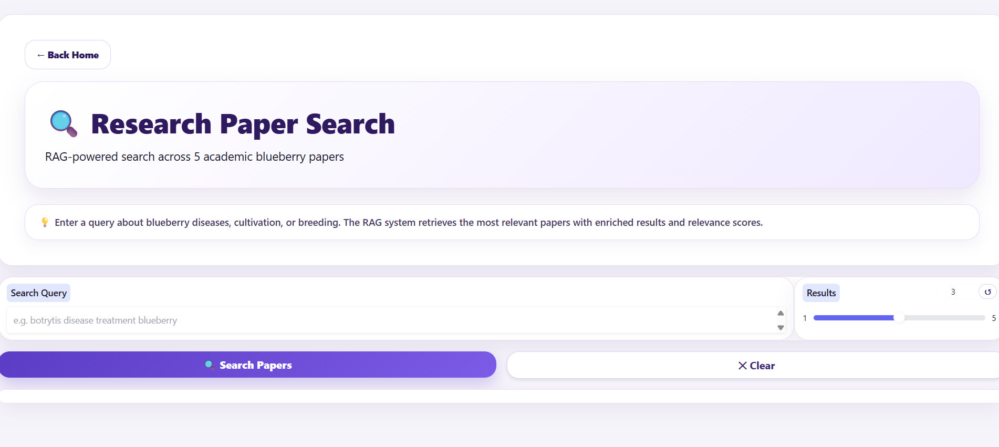 ← Back Home
🔍 Research Paper Search
RAG-powered search across 5 academic blueberry papers
💡 Enter a query about blueberry diseases, cultivation, or breeding. The RAG system retrieves the most relevant papers with enriched results and relevance scores.
Search Query
e.g. botrytis disease treatment blueberry
Results
3
↺
1
5
🔍 Search Papers
✕ Clear